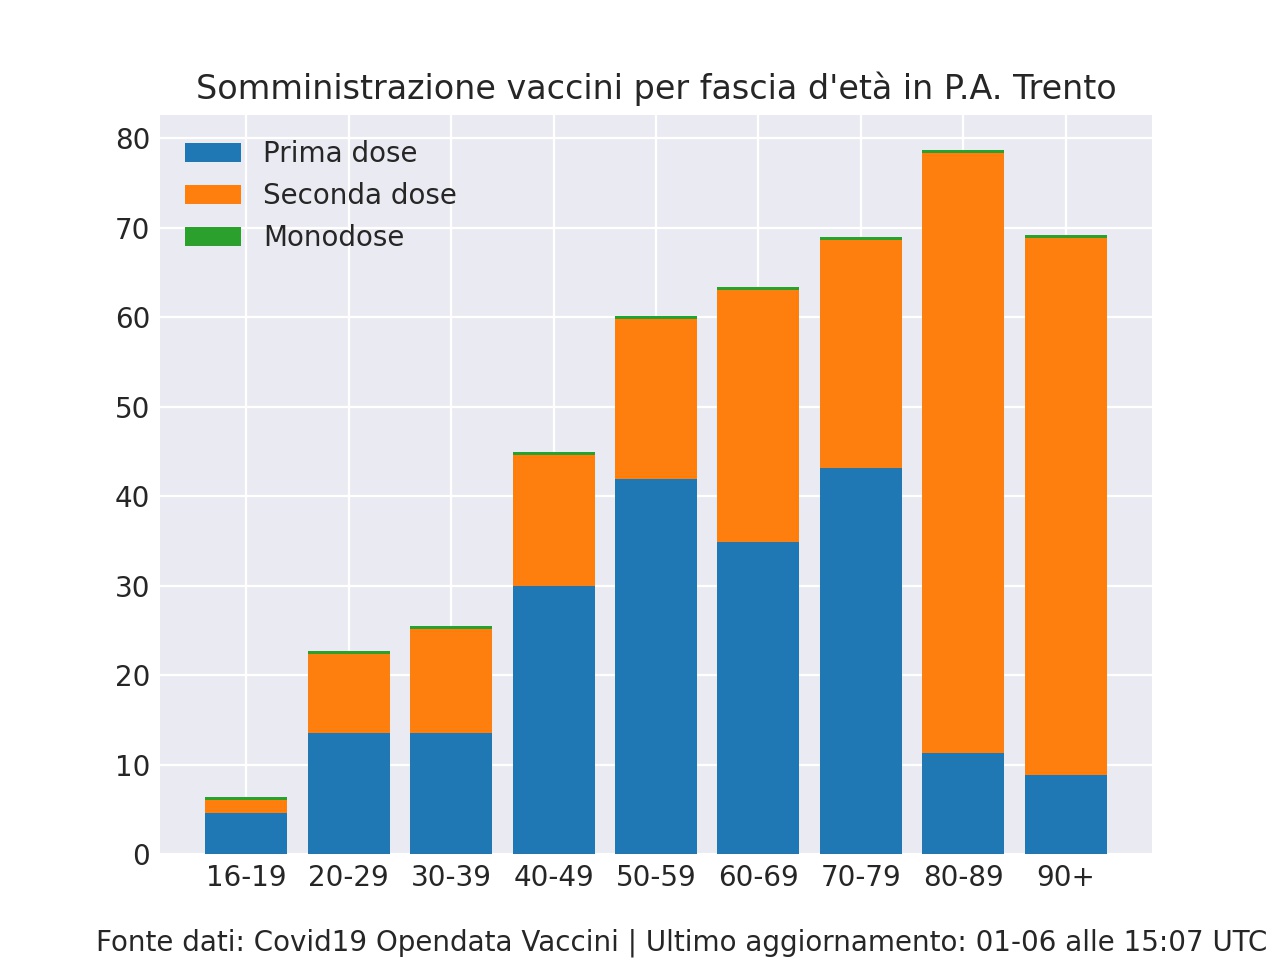 Somministrazione vaccini per fascia d'età in P.A. Trento
80
70
60
50
40
30
20
10
0
Prima dose
Seconda dose
Monodose
16-19 20-29 30-39 40-49 50-59 60-69 70-79 80-89 90+
Fonte dati: Covid19 Opendata Vaccini | Ultimo aggiornamento: 01-06 alle 15:07 UTC